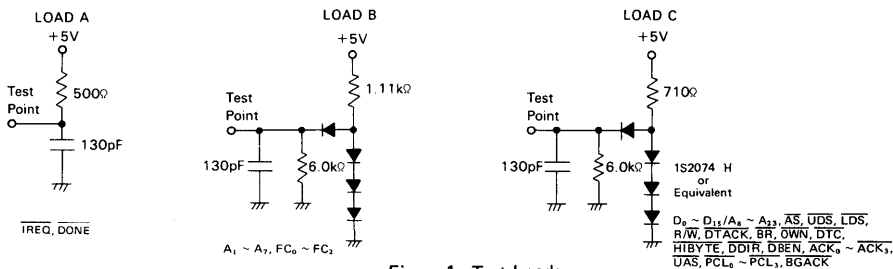 LOAD A
+5V
500Ω
Test
Point
130pF
IREQ, DONE
LOAD B
+5V
1.11kΩ
Test
Point
130pF
6.0kΩ
A₁ ~ A₇, FC₀ ~ FC₂
LOAD C
+5V
710Ω
Test
Point
130pF
6.0kΩ
1S2074 H
or
Equivalent
D₀ ~ D₁₅/A₈ ~ A₂₃, AS, UDS, LDS,
R/W, DTACK, BR, OWN, DTC,
HIBYTE, DDIR, DBEN, ACK₀ ~ ACK₃,
UAS, PCL₀ ~ PCL₃, BGACK